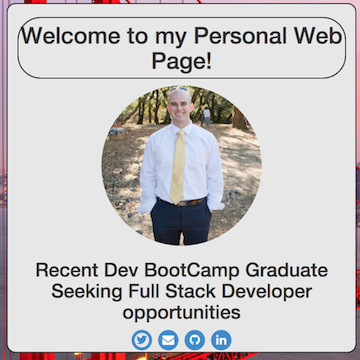 Welcome to my Personal Web
Page!
Recent Dev BootCamp Graduate
Seeking Full Stack Developer
opportunities